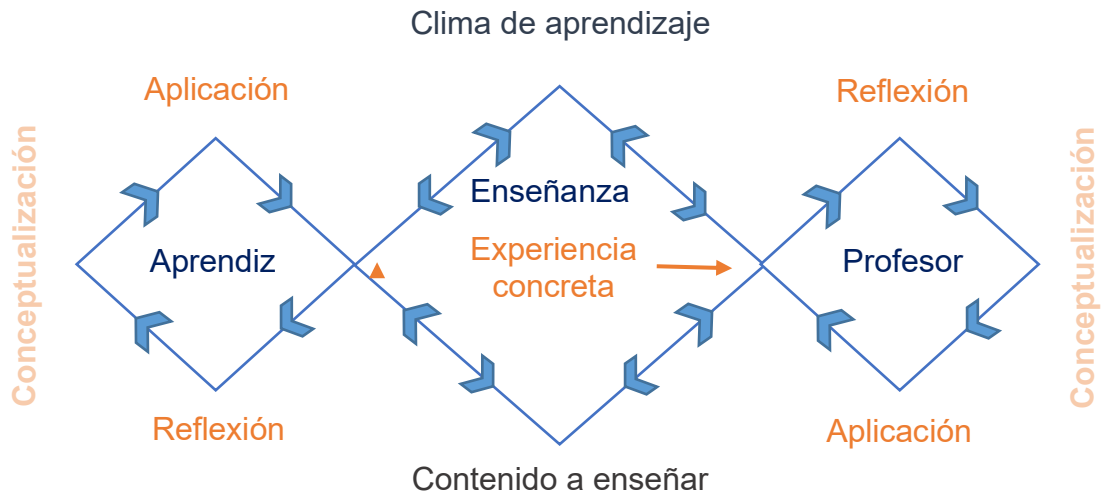 Clima de aprendizaje
Aplicación
Reflexión
Conceptualización
Enseñanza
Aprendiz
Experiencia
concreta
Profesor
Conceptualización
Reflexión
Aplicación
Contenido a enseñar